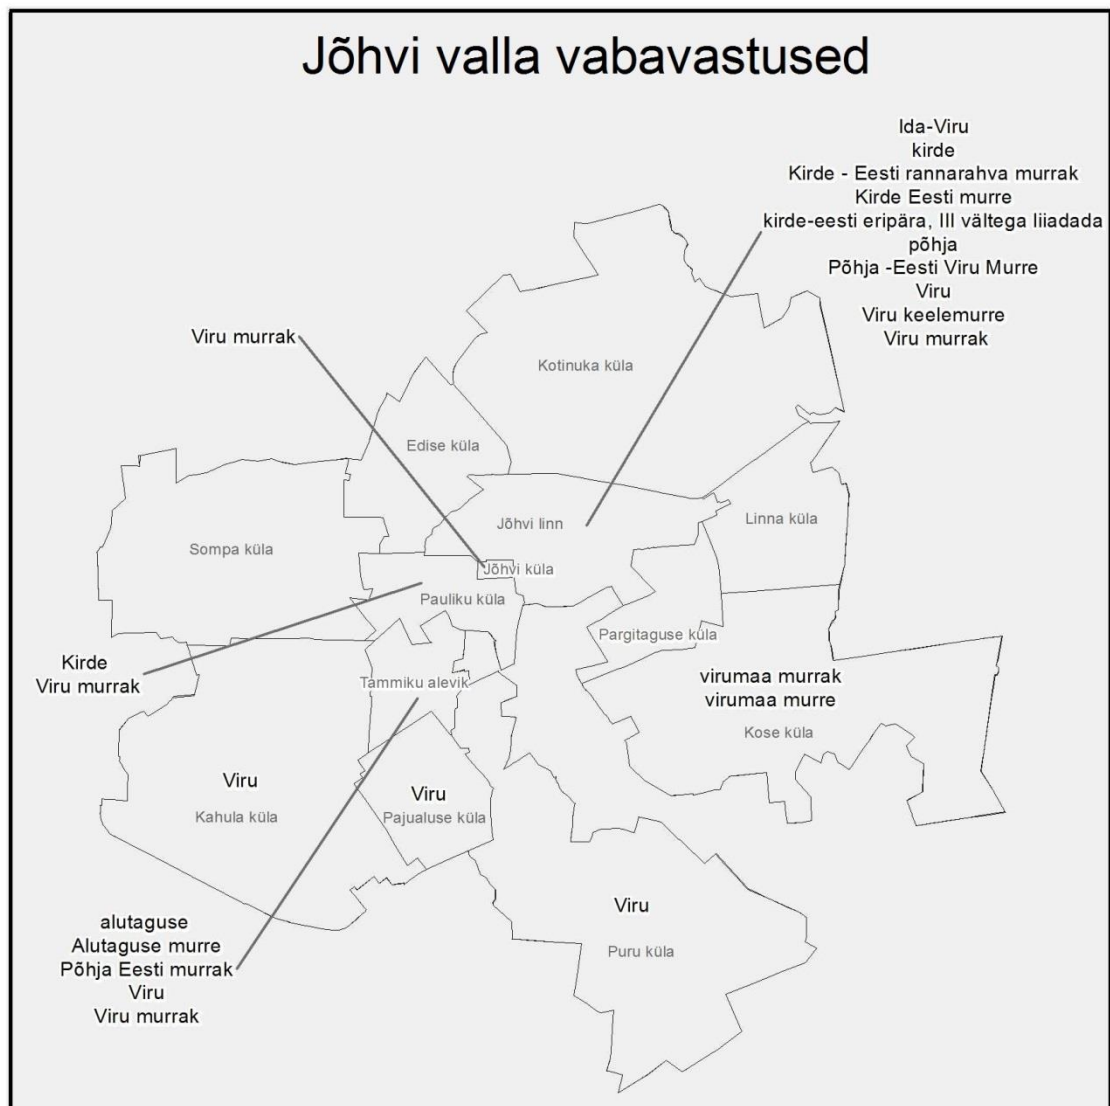 Jõhvi valla vabavastused
Ida-Viru
kirde
Kirde - Eesti rannarahva murrak
Kirde Eesti murre
kirde-eesti eripära, III vältega liiadada
põhja
Põhja -Eesti Viru Murre
Viru
Viru keelemurre
Viru murrak
Viru murrak
Kotinuka küla
Edise küla
Jõhvi linn
Linna küla
Sompa küla
Jõhvi küla
Pauliku küla
Pargitaguse küla
Kirde
Viru murrak
Tammiku alevik
virumaa murrak
virumaa murre
Kose küla
Viru
Kahula küla
Viru
Pajualuse küla
Viru
Puru küla
alutaguse
Alutaguse murre
Põhja Eesti murrak
Viru
Viru murrak